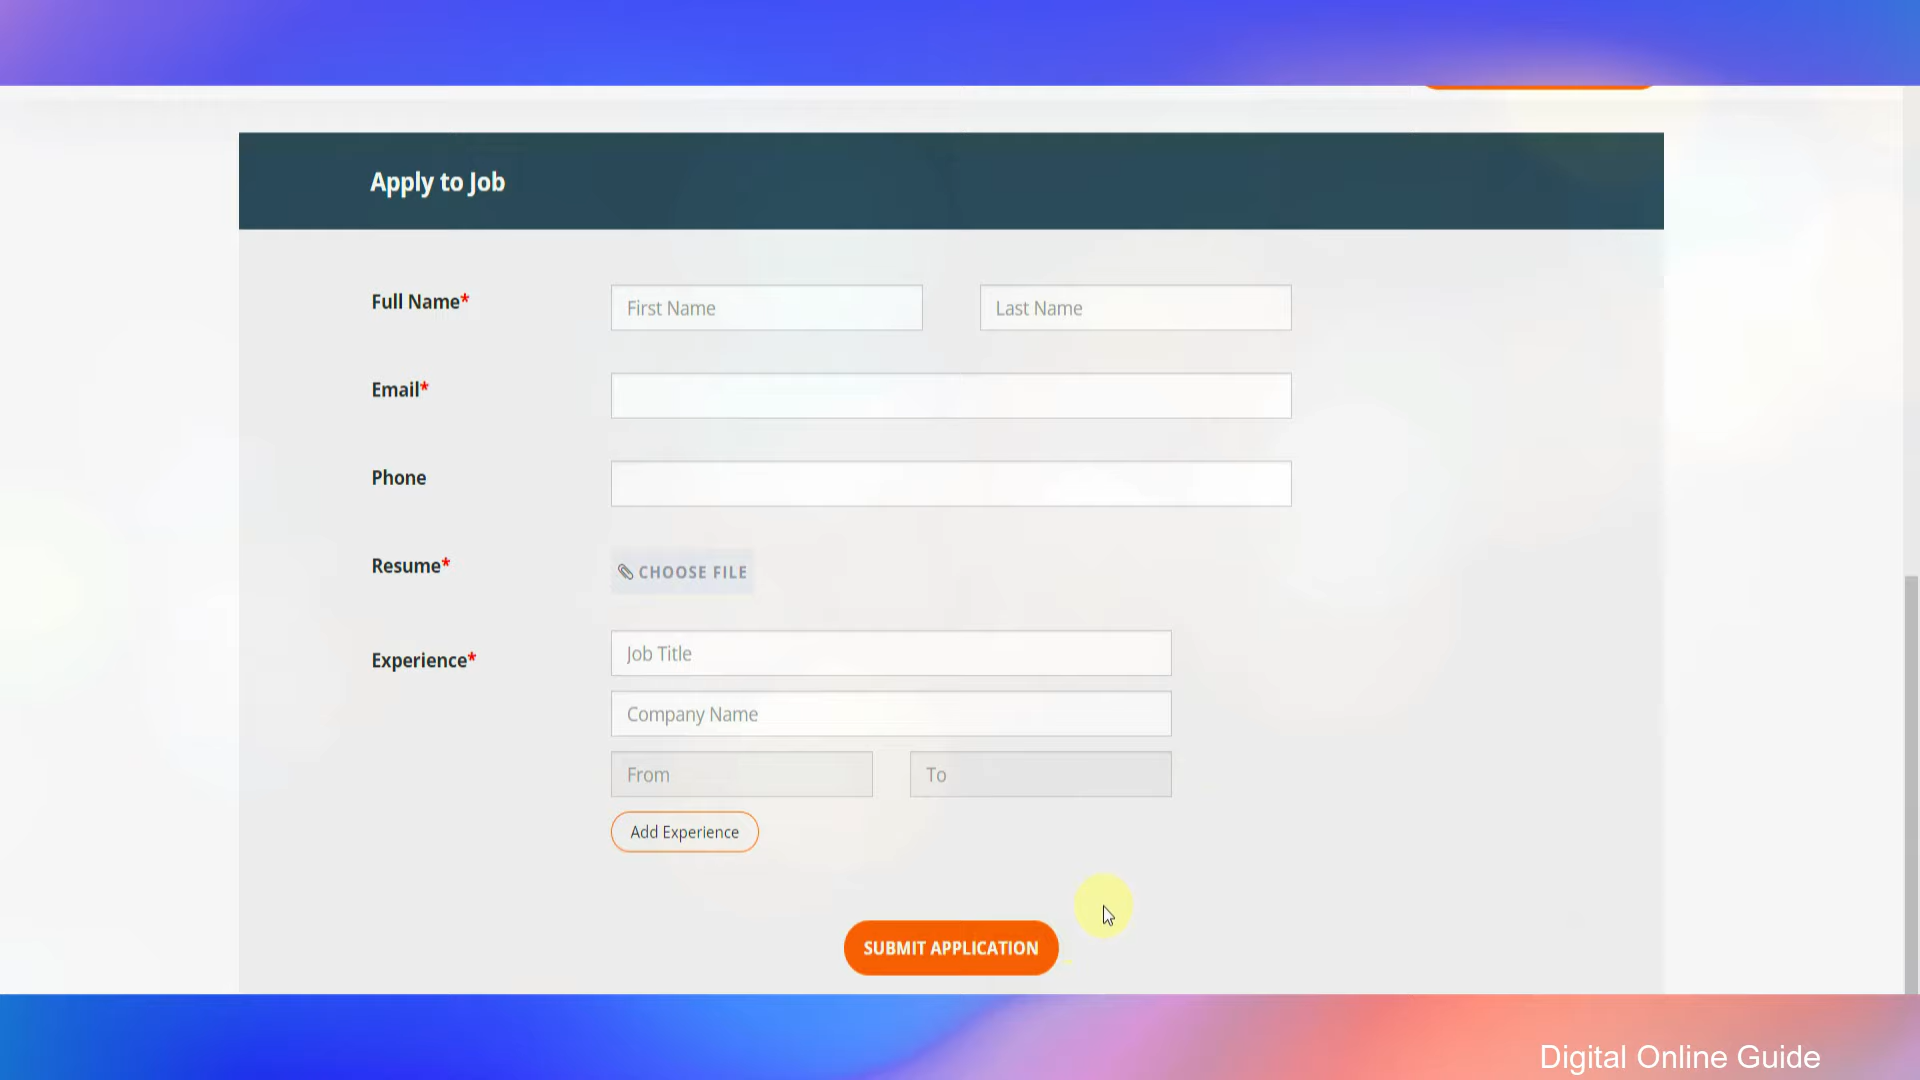 Apply to Job
Full Name*
First Name
Last Name
Email*
Phone
Resume*
CHOOSE FILE
Experience*
Job Title
Company Name
From
To
Add Experience
SUBMIT APPLICATION
Digital Online Guide